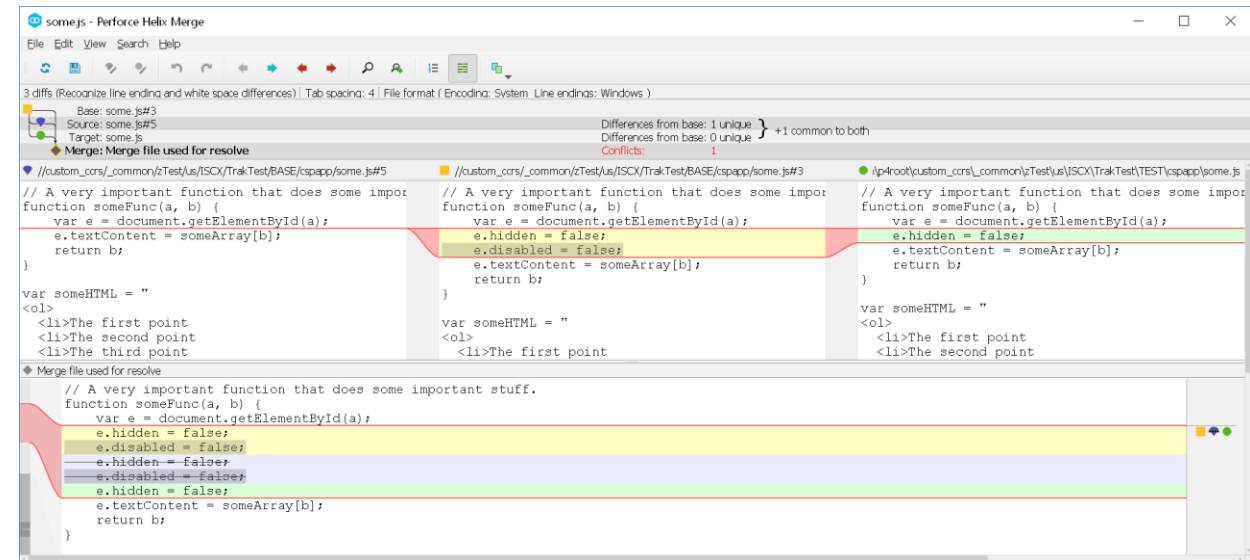 some.js - Perforce Helix Merge
File Edit View Search Help
3 diffs (Recognize line ending and white space differences) Tab spacing: 4 File format ( Encoding: System Line endings: Windows )
Base: some.js#3
Source: some.js#5 Differences from base: 1 unique
Target: some.js Differences from base: 0 unique } +1 common to both
Merge: Merge file used for resolve Conflicts: 1
//custom_ccrs/_common/zTest/us/ISCX/TrakTest/BASE/cspapp/some.js#5
// A very important function that does some impor
function someFunc(a, b) {
var e = document.getElementById(a);
e.textContent = someArray[b];
return b;
}
var someHTML = "
<ol>
<li>The first point
<li>The second point
<li>The third point
//custom_ccrs/_common/zTest/us/ISCX/TrakTest/BASE/cspapp/some.js#3
// A very important function that does some impor
function someFunc(a, b) {
var e = document.getElementById(a);
e.hidden = false;
e.disabled = false;
e.textContent = someArray[b];
return b;
}
var someHTML = "
<ol>
<li>The first point
i\p4root\custom_ccrs\_common\zTest\us\ISCX\TrakTest\TEST\cspapp\some.js
// A very important function that does some impor
function someFunc(a, b) {
var e = document.getElementById(a);
e.hidden = false;
e.textContent = someArray[b];
return b;
}
var someHTML = "
<ol>
<li>The first point
<li>The second point
Merge file used for resolve
// A very important function that does some important stuff.
function someFunc(a, b) {
var e = document.getElementById(a);
e.hidden = false;
e.disabled = false;
e.hidden = false;
e.disabled = false;
e.hidden = false;
e.textContent = someArray[b];
return b;
}